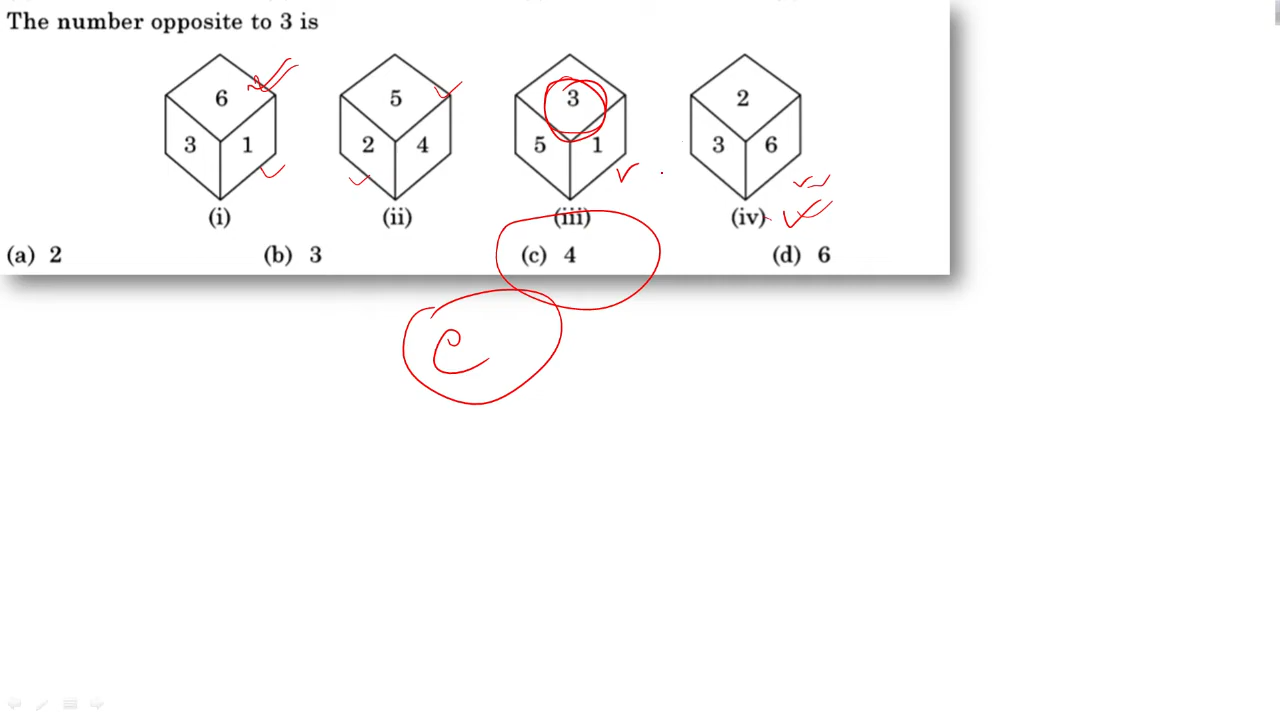 The number opposite to 3 is
6 5 3 2
3 1 2 4 5 1 3 6
(i) (ii) (iii) (iv)
(a) 2 (b) 3 (c) 4 (d) 6
C